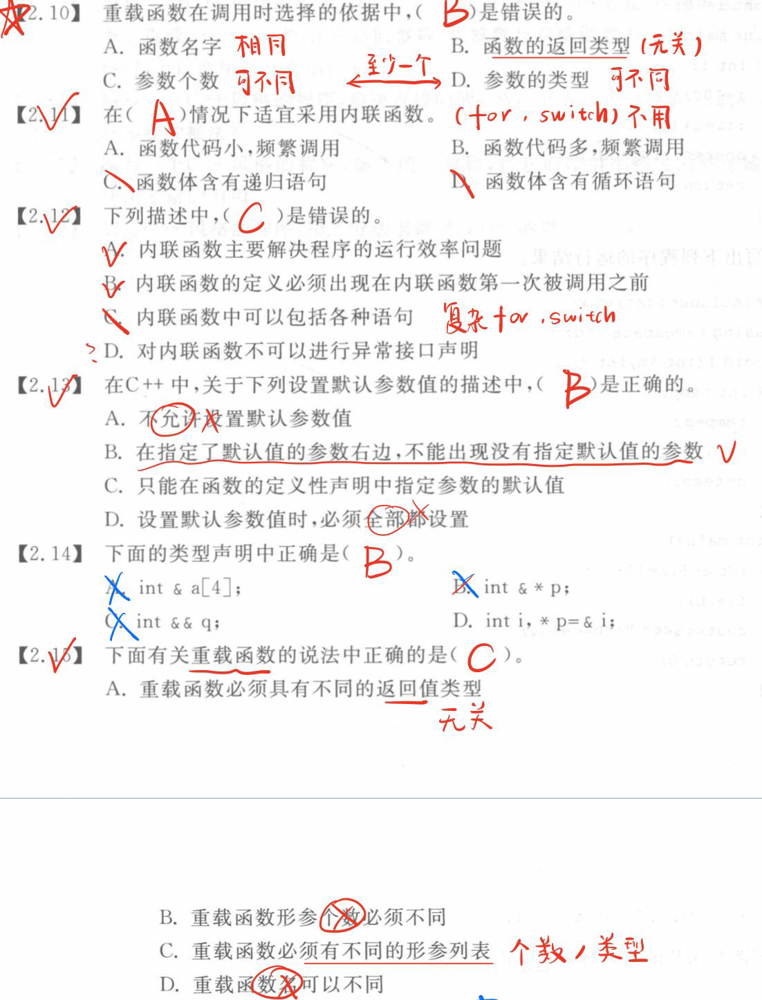 【2.10】 重载函数在调用时选择的依据中,( B )是错误的。
A. 函数名字 相同 B. 函数的返回类型 (无关)
至少一个
C. 参数个数 可不同 D. 参数的类型 可不同
【2.11】 在( A )情况下适宜采用内联函数。 (for , switch) 不用
A. 函数代码小,频繁调用 B. 函数代码多,频繁调用
C. 函数体含有递归语句 D. 函数体含有循环语句
【2.12】 下列描述中,( C )是错误的。
A. 内联函数主要解决程序的运行效率问题
B. 内联函数的定义必须出现在内联函数第一次被调用之前
C. 内联函数中可以包括各种语句 复杂 for , switch
? D. 对内联函数不可以进行异常接口声明
【2.13】 在C++ 中,关于下列设置默认参数值的描述中,( B )是正确的。
A. 不允许设置默认参数值
B. 在指定了默认值的参数右边,不能出现没有指定默认值的参数
C. 只能在函数的定义性声明中指定参数的默认值
D. 设置默认参数值时,必须全部都设置
【2.14】 下面的类型声明中正确是( B )。
A. int & a[4]; B. int & * p;
C. int && q; D. int i, * p= & i;
【2.15】 下面有关重载函数的说法中正确的是( C )。
A. 重载函数必须具有不同的返回值类型
无关
B. 重载函数形参个数必须不同
C. 重载函数必须有不同的形参列表 个数 , 类型
D. 重载函数名可以不同